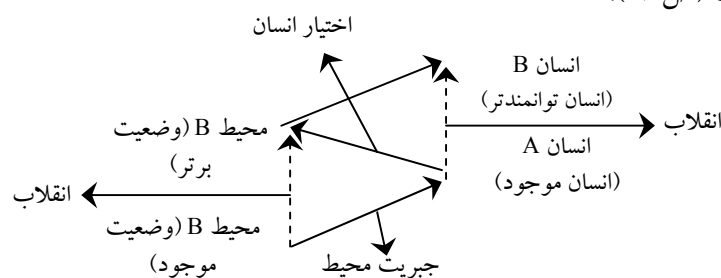 اختیار انسان
انسان B
(انسان توانمندتر)
انقلاب
انسان A
(انسان موجود)
محیط B (وضعیت
برتر)
انقلاب
محیط B (وضعیت
موجود)
جبریت محیط